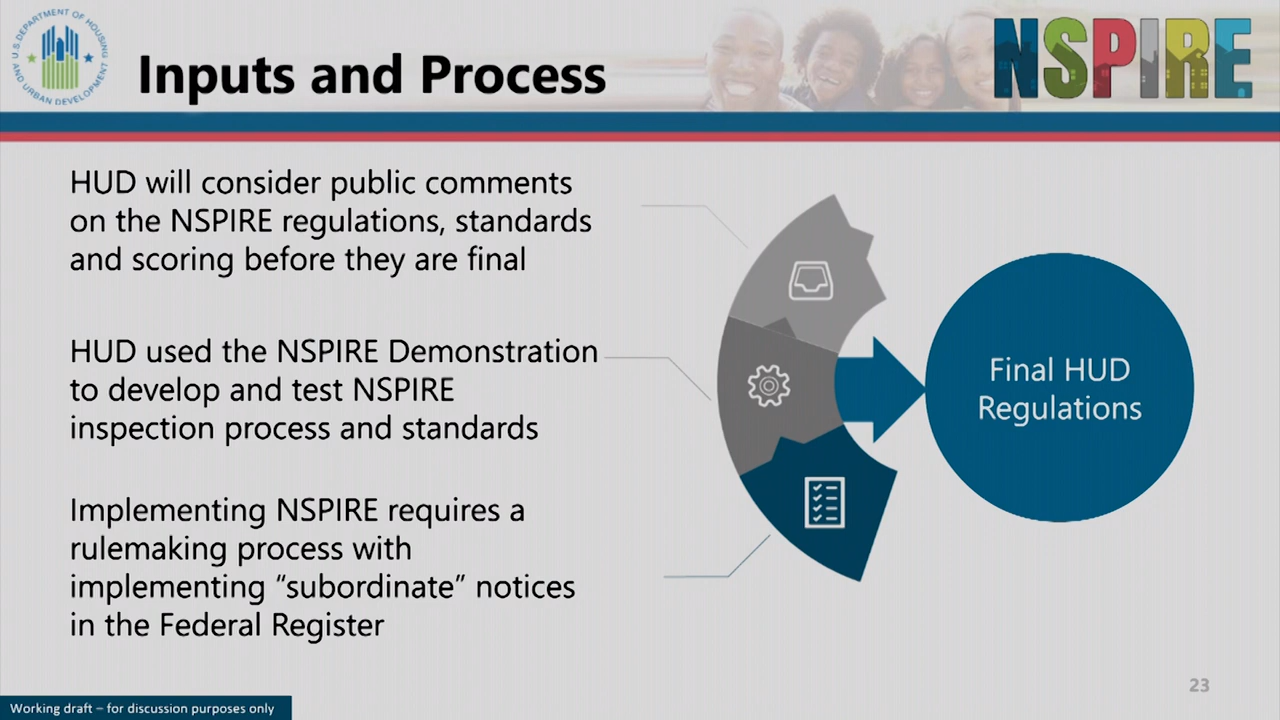 U.S. DEPARTMENT OF HOUSING AND URBAN DEVELOPMENT
Inputs and Process
NSPIRE
HUD will consider public comments
on the NSPIRE regulations, standards
and scoring before they are final
HUD used the NSPIRE Demonstration
to develop and test NSPIRE
inspection process and standards
Implementing NSPIRE requires a
rulemaking process with
implementing “subordinate” notices
in the Federal Register
Final HUD
Regulations
23
Working draft – for discussion purposes only